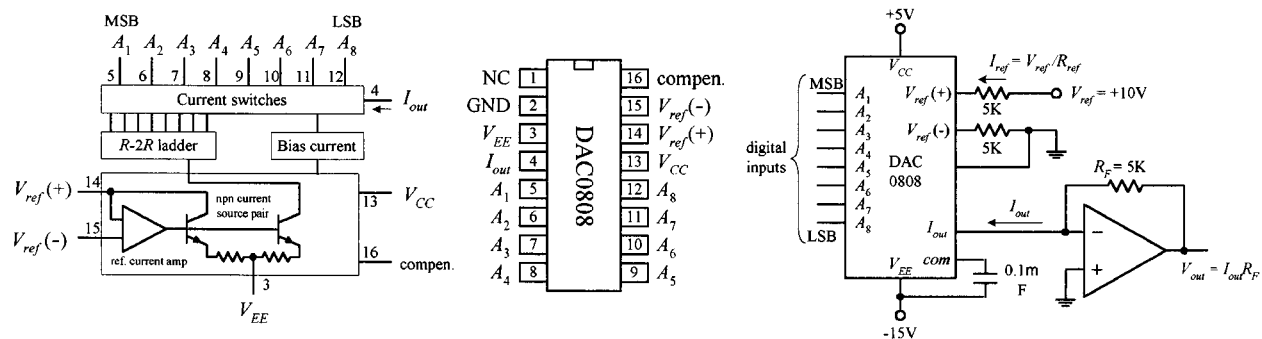 MSB LSB
A1 A2 A3 A4 A5 A6 A7 A8
5 6 7 8 9 10 11 12
Current switches
4
Iout
R-2R ladder
Bias current
14
Vref(+)
npn current
source pair
13
VCC
15
Vref(-)
ref. current amp
16
compen.
3
VEE
NC 1 16 compen.
GND 2 15 Vref(-)
VEE 3 14 Vref(+)
Iout 4 13 VCC
A1 5 12 A8
A2 6 11 A7
A3 7 10 A6
A4 8 9 A5
DAC0808
+5V
VCC
Iref = Vref/Rref
MSB
digital
inputs
LSB
A1
A2
A3
A4
A5
A6
A7
A8
Vref(+)
5K
Vref = +10V
Vref(-)
5K
DAC
0808
RF = 5K
Iout
Iout
com
0.1m
F
VEE
-15V
−
+
Vout = IoutRF